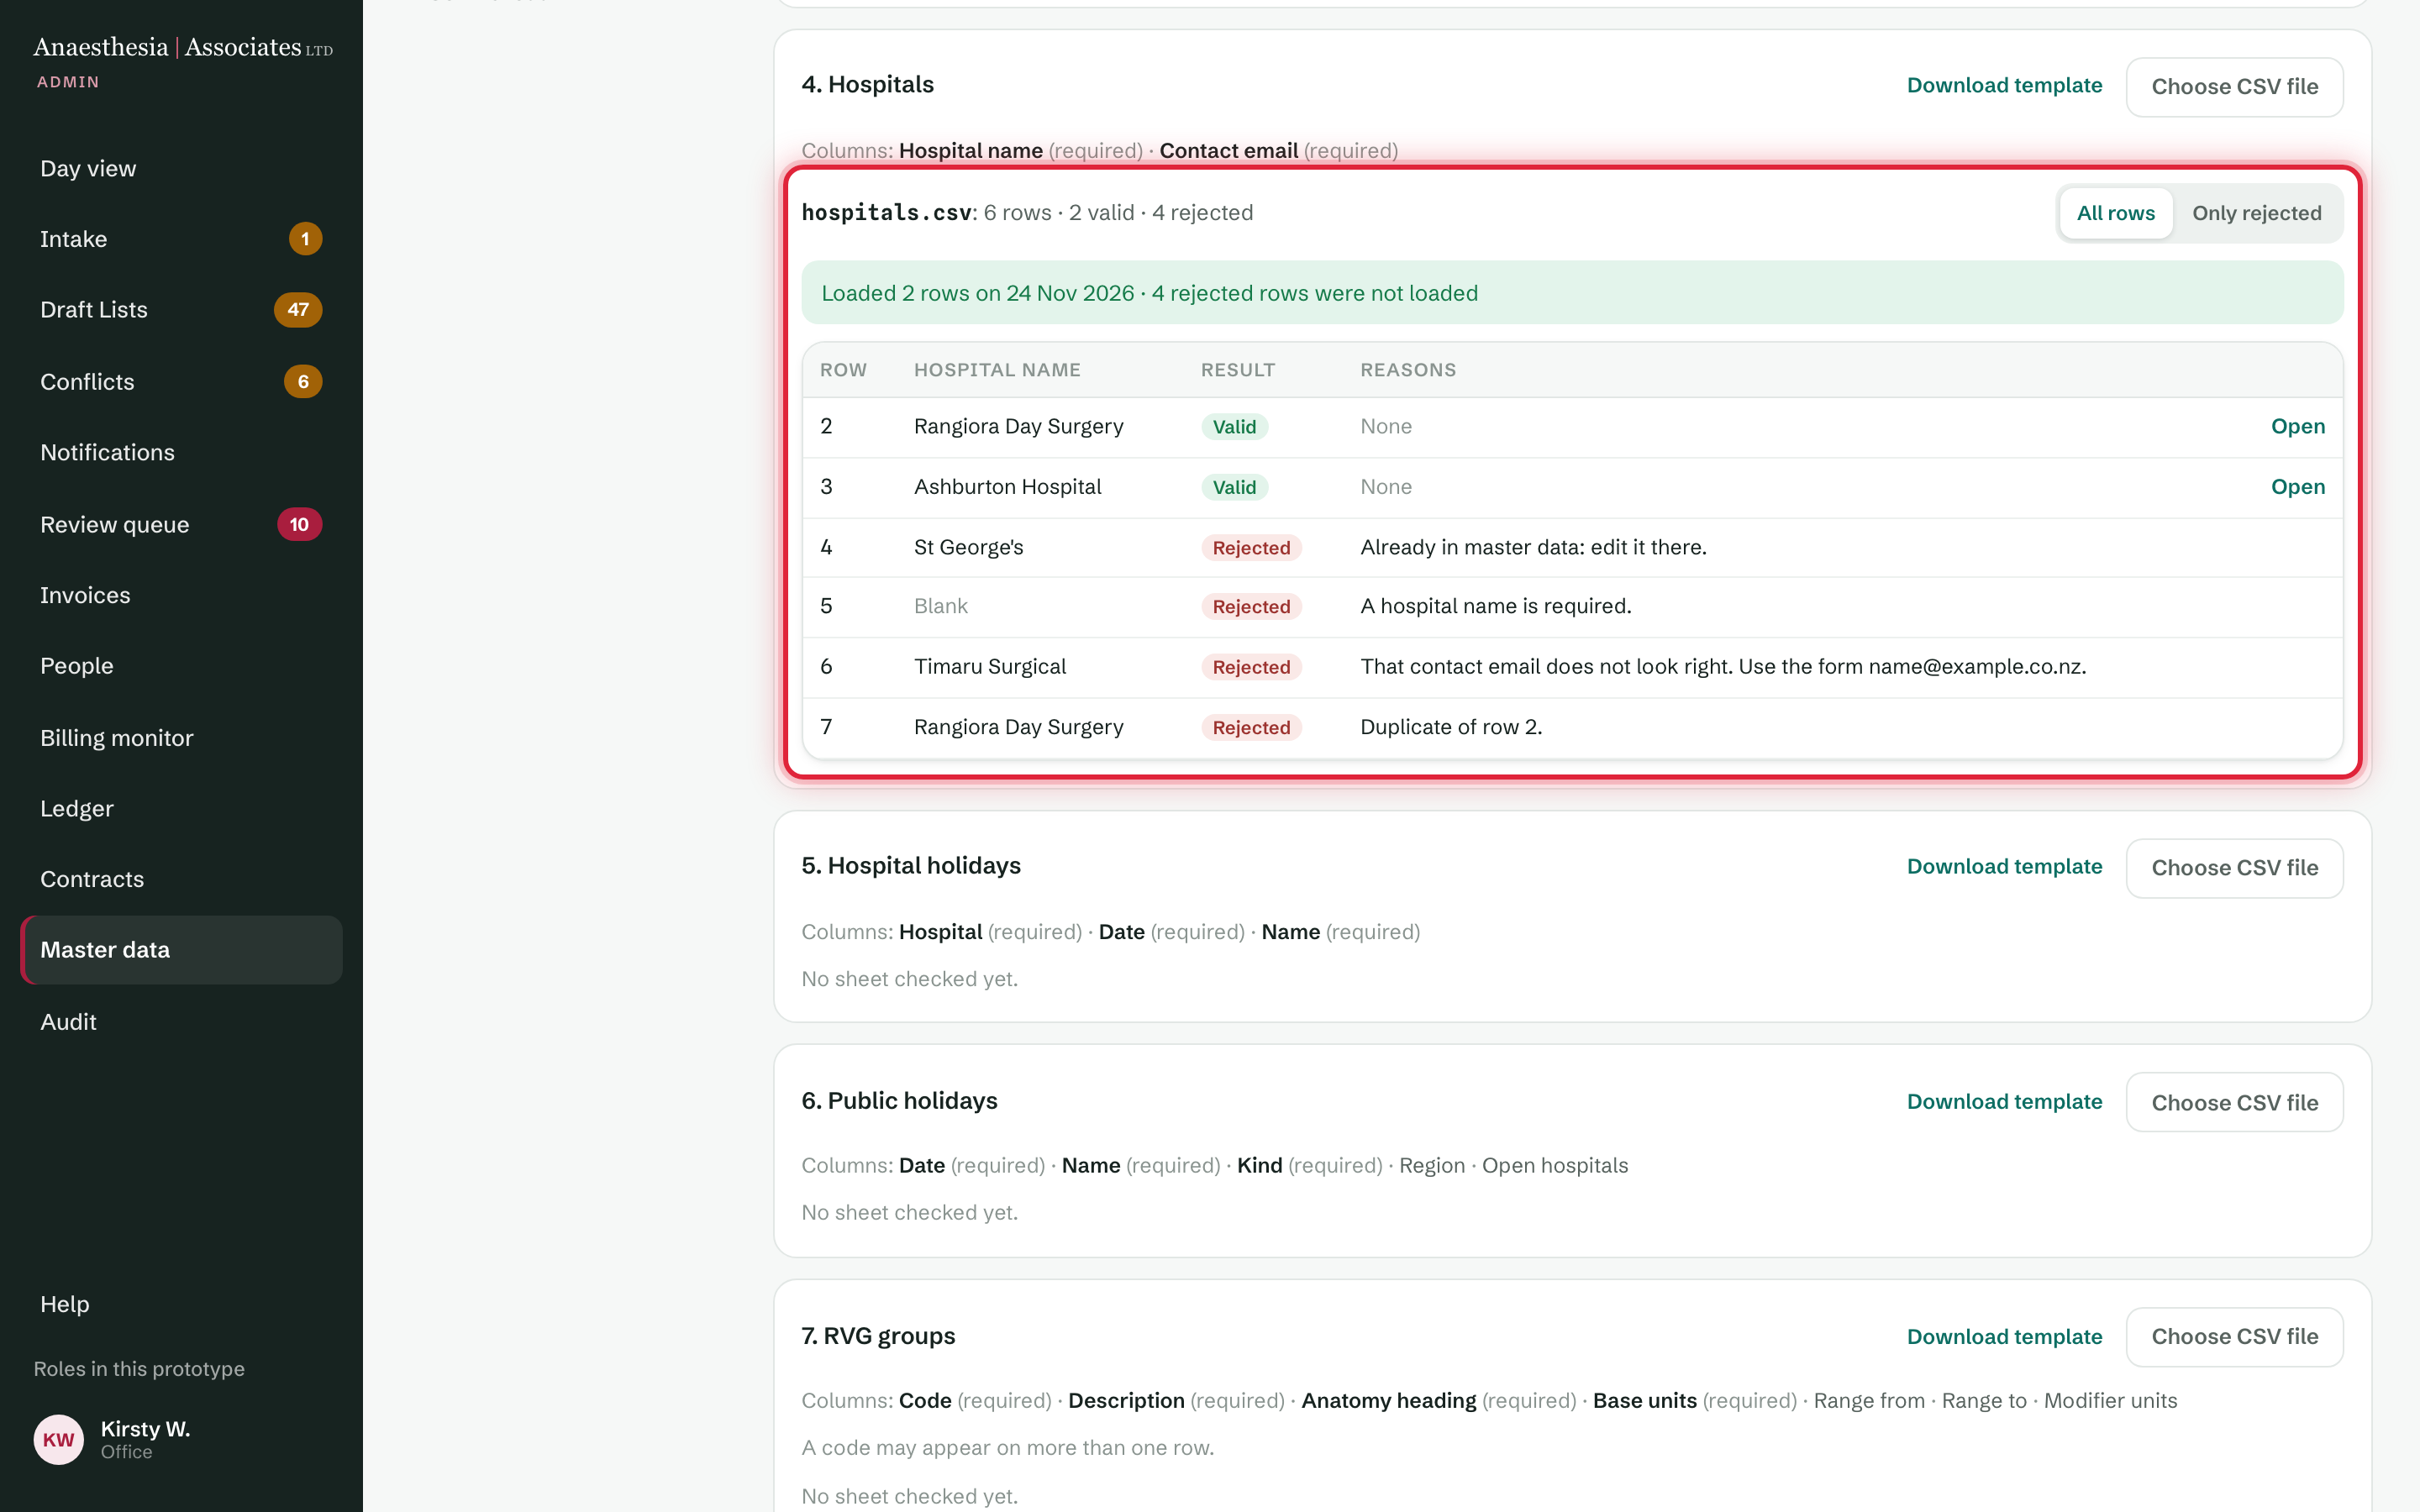 Anaesthesia | Associates LTD
ADMIN
Day view
Intake 1
Draft Lists 47
Conflicts 6
Notifications
Review queue 10
Invoices
People
Billing monitor
Ledger
Contracts
Master data
Audit
Help
Roles in this prototype
KW
Kirsty W.
Office
4. Hospitals Download template Choose CSV file
Columns: Hospital name (required) · Contact email (required)
hospitals.csv: 6 rows · 2 valid · 4 rejected All rows Only rejected
Loaded 2 rows on 24 Nov 2026 · 4 rejected rows were not loaded
ROW HOSPITAL NAME RESULT REASONS
2 Rangiora Day Surgery Valid None Open
3 Ashburton Hospital Valid None Open
4 St George's Rejected Already in master data: edit it there.
5 Blank Rejected A hospital name is required.
6 Timaru Surgical Rejected That contact email does not look right. Use the form name@example.co.nz.
7 Rangiora Day Surgery Rejected Duplicate of row 2.
5. Hospital holidays Download template Choose CSV file
Columns: Hospital (required) · Date (required) · Name (required)
No sheet checked yet.
6. Public holidays Download template Choose CSV file
Columns: Date (required) · Name (required) · Kind (required) · Region · Open hospitals
No sheet checked yet.
7. RVG groups Download template Choose CSV file
Columns: Code (required) · Description (required) · Anatomy heading (required) · Base units (required) · Range from · Range to · Modifier units
A code may appear on more than one row.
No sheet checked yet.